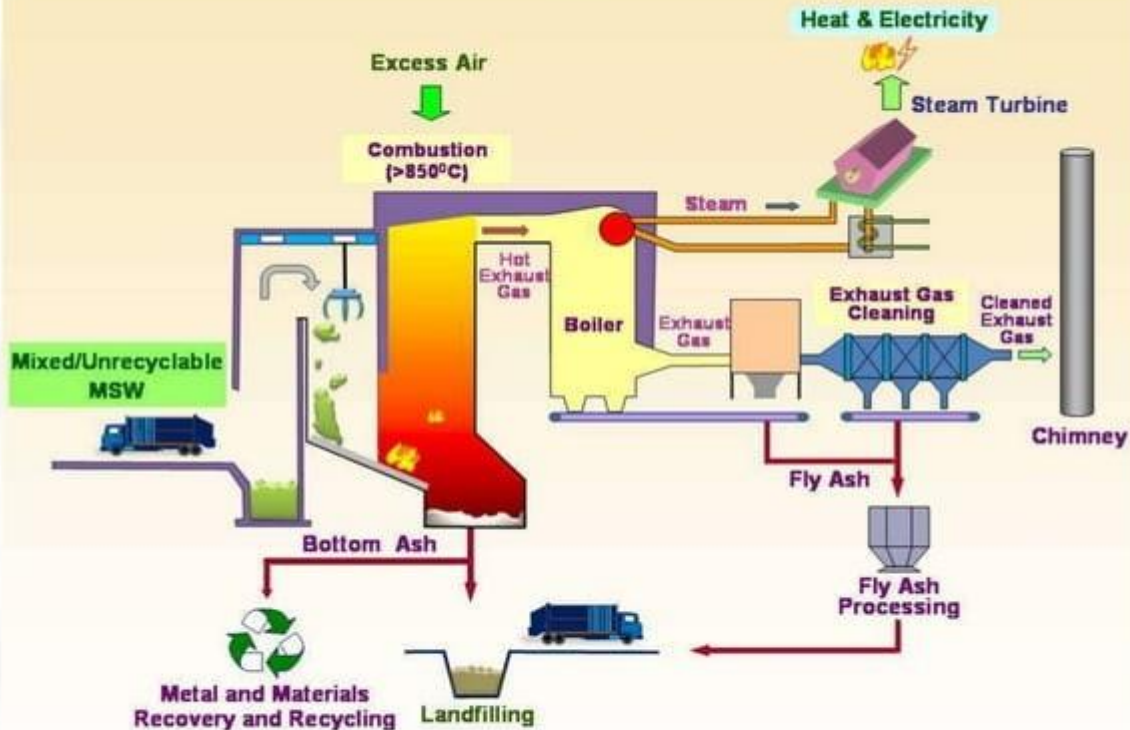 Heat & Electricity
Excess Air
Steam Turbine
Combustion
(>850⁰C)
Steam
Hot
Exhaust
Gas
Exhaust Gas
Cleaning
Cleaned
Exhaust
Gas
Boiler
Exhaust
Gas
Mixed/Unrecyclable
MSW
Chimney
Fly Ash
Bottom Ash
Fly Ash
Processing
Metal and Materials
Recovery and Recycling
Landfilling